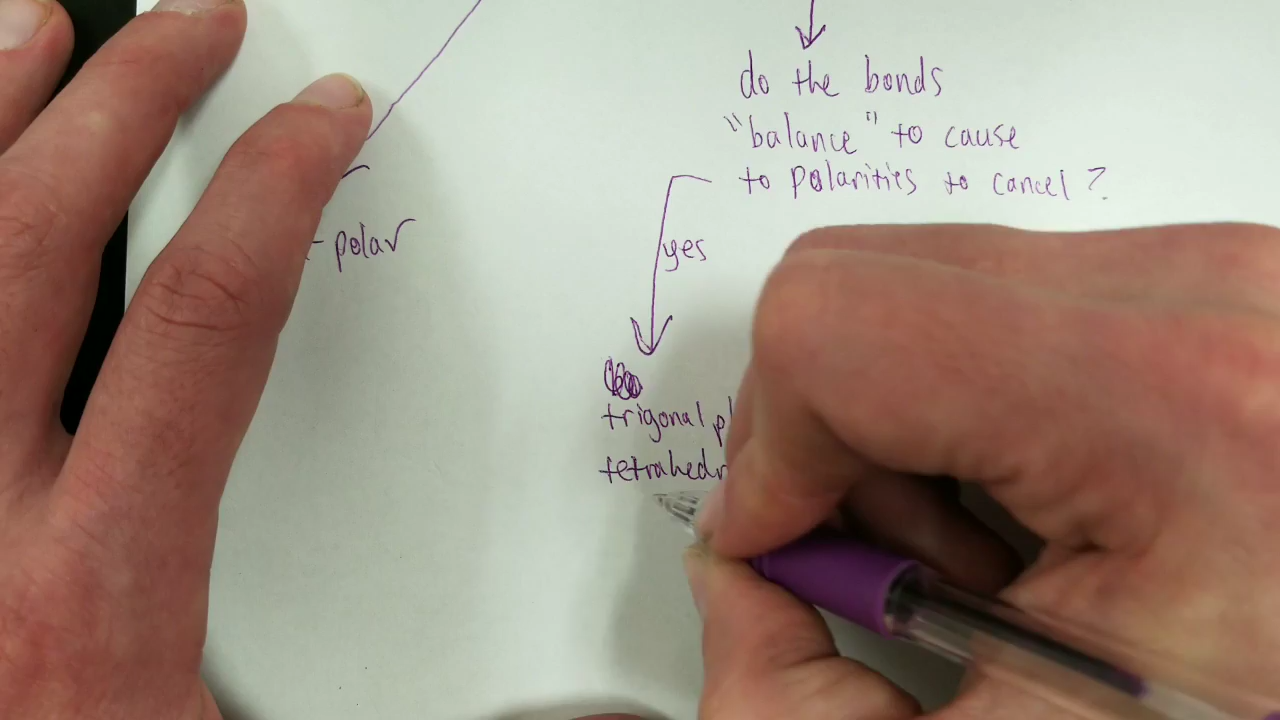 do the bonds
"balance" to cause
to polarities to cancel ?
yes
polar
trigonal